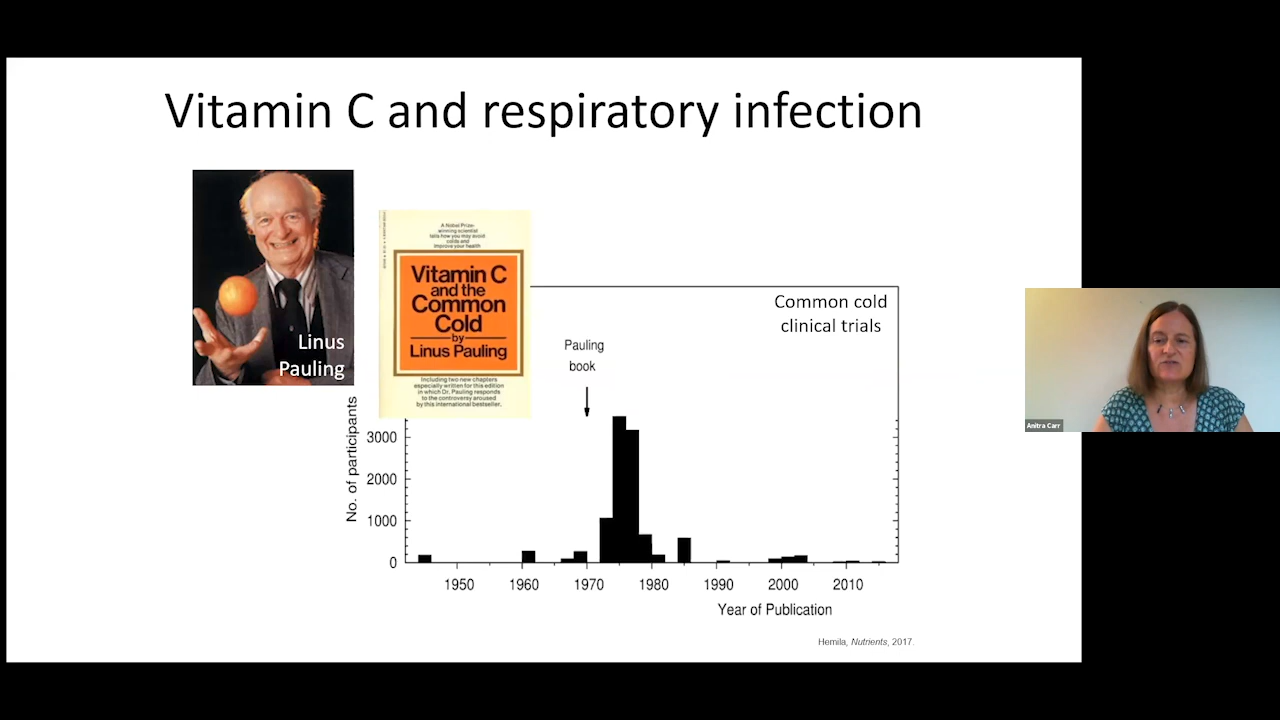 Vitamin C and respiratory infection
Linus
Pauling
A Nobel Prize-
winning scientist
tells how you may avoid
colds and
improve your health
Vitamin C
and the
Common
Cold
by
Linus Pauling
Including two new chapters
especially written for this edition
in which Dr. Pauling responds
to the controversy aroused
by this international bestseller.
Common cold
clinical trials
Pauling
book
No. of participants
3000
2000
1000
0
1950 1960 1970 1980 1990 2000 2010
Year of Publication
Hemila, Nutrients, 2017.
Anitra Carr